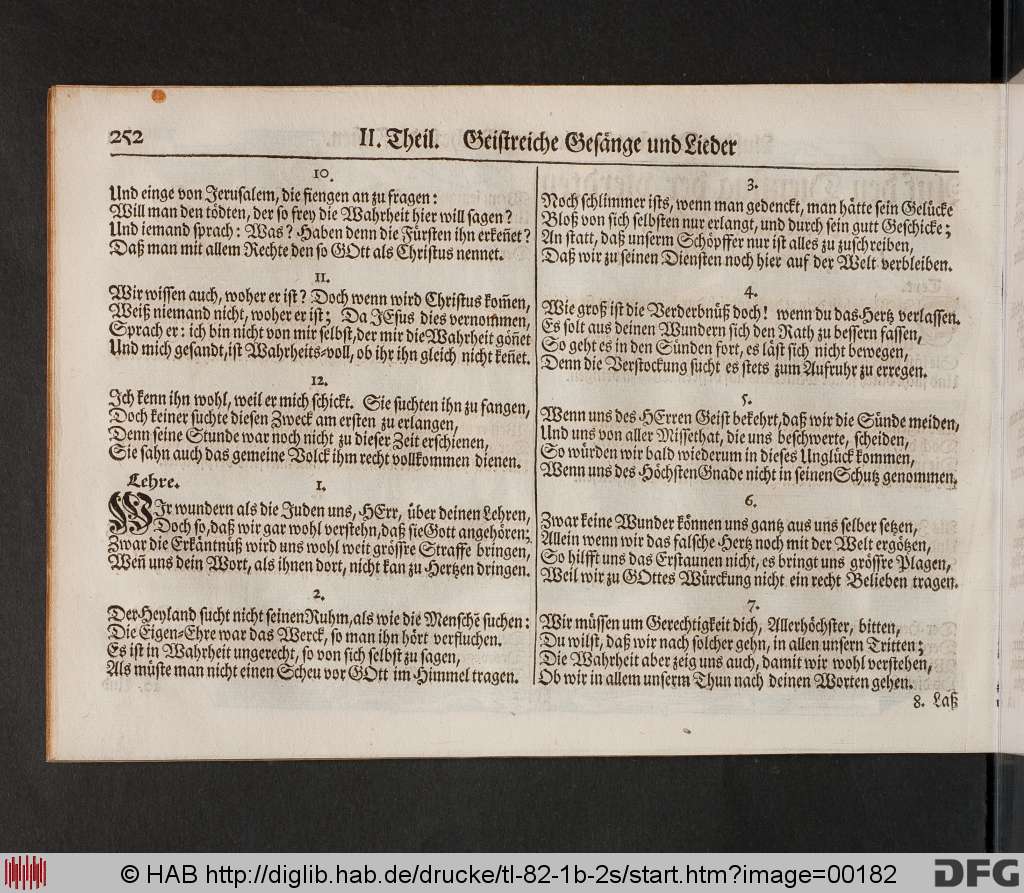 252
II. Theil. Geistreiche Gesänge und Lieder
10.
Und einge von Jerusalem, die fiengen an zu fragen:
Will man den tödten, der so frey die Wahrheit hier will sagen?
Und iemand sprach: Was? Haben denn die Fürsten ihn erkeñet?
Daß man mit allem Rechte den so GOtt als Christus nennet.
11.
Wir wissen auch, woher er ist? Doch wenn wird Christus kom̃en,
Weiß niemand nicht, woher er ist; Da JEsus dies vernommen,
Sprach er: ich bin nicht von mir selbst, der mir die Wahrheit göñet
Und mich gesandt, ist Wahrheits-voll, ob ihr ihn gleich nicht keñet.
12.
Ich kenn ihn wohl, weil er mich schickt. Sie suchten ihn zu fangen,
Doch keiner suchte diesen Zweck am ersten zu erlangen,
Denn seine Stunde war noch nicht zu dieser Zeit erschienen,
Sie sahn auch das gemeine Volck ihm recht vollkommen dienen.
Lehre.
1.
WIr wundern als die Juden uns, HErr, über deinen Lehren,
Doch so, daß wir gar wohl verstehn, daß sie Gott angehören;
Zwar die Erkäntnüß wird uns wohl weit grössre Straffe bringen,
Weñ uns dein Wort, als ihnen dort, nicht kan zu Hertzen dringen.
2.
Der Heyland sucht nicht seinen Ruhm, als wie die Mensch̃e suchen:
Die Eigen-Ehre war das Werck, so man ihn hört verfluchen.
Es ist in Wahrheit ungerecht, so von sich selbst zu sagen,
Als müste man nicht einen Scheu vor GOtt im Himmel tragen.
3.
Noch schlimmer ists, wenn man gedenckt, man hätte sein Gelücke
Bloß von sich selbsten nur erlangt, und durch sein gutt Geschicke;
An statt, daß unserm Schöpffer nur ist alles zu zuschreiben,
Daß wir zu seinen Diensten noch hier auf der Welt verbleiben.
4.
Wie groß ist die Verderbnüß doch! wenn du das Hertz verlassen.
Es solt aus deinen Wundern sich den Rath zu bessern fassen,
So geht es in den Sünden fort, es läst sich nicht bewegen,
Denn die Verstockung sucht es stets zum Aufruhr zu erregen.
5.
Wenn uns des HErren Geist bekehrt, daß wir die Sünde meiden,
Und uns von aller Missethat, die uns beschwerte, scheiden,
So würden wir bald wiederum in dieses Unglück kommen,
Wenn uns des Höchsten Gnade nicht in seinen Schutz genommen.
6.
Zwar keine Wunder können uns gantz aus uns selber setzen,
Allein wenn wir das falsche Hertz noch mit der Welt ergötzen,
So hilfft uns das Erstaunen nicht, es bringt uns grössre Plagen,
Weil wir zu GOttes Würckung nicht ein recht Belieben tragen.
7.
Wir müssen um Gerechtigkeit dich, Allerhöchster, bitten,
Du wilst, daß wir nach solcher gehn, in allen unsern Tritten;
Die Wahrheit aber zeig uns auch, damit wir wohl verstehen,
Ob wir in allem unserm Thun nach deinen Worten gehen.
8. Laß
© HAB http://diglib.hab.de/drucke/tl-82-1b-2s/start.htm?image=00182
DFG